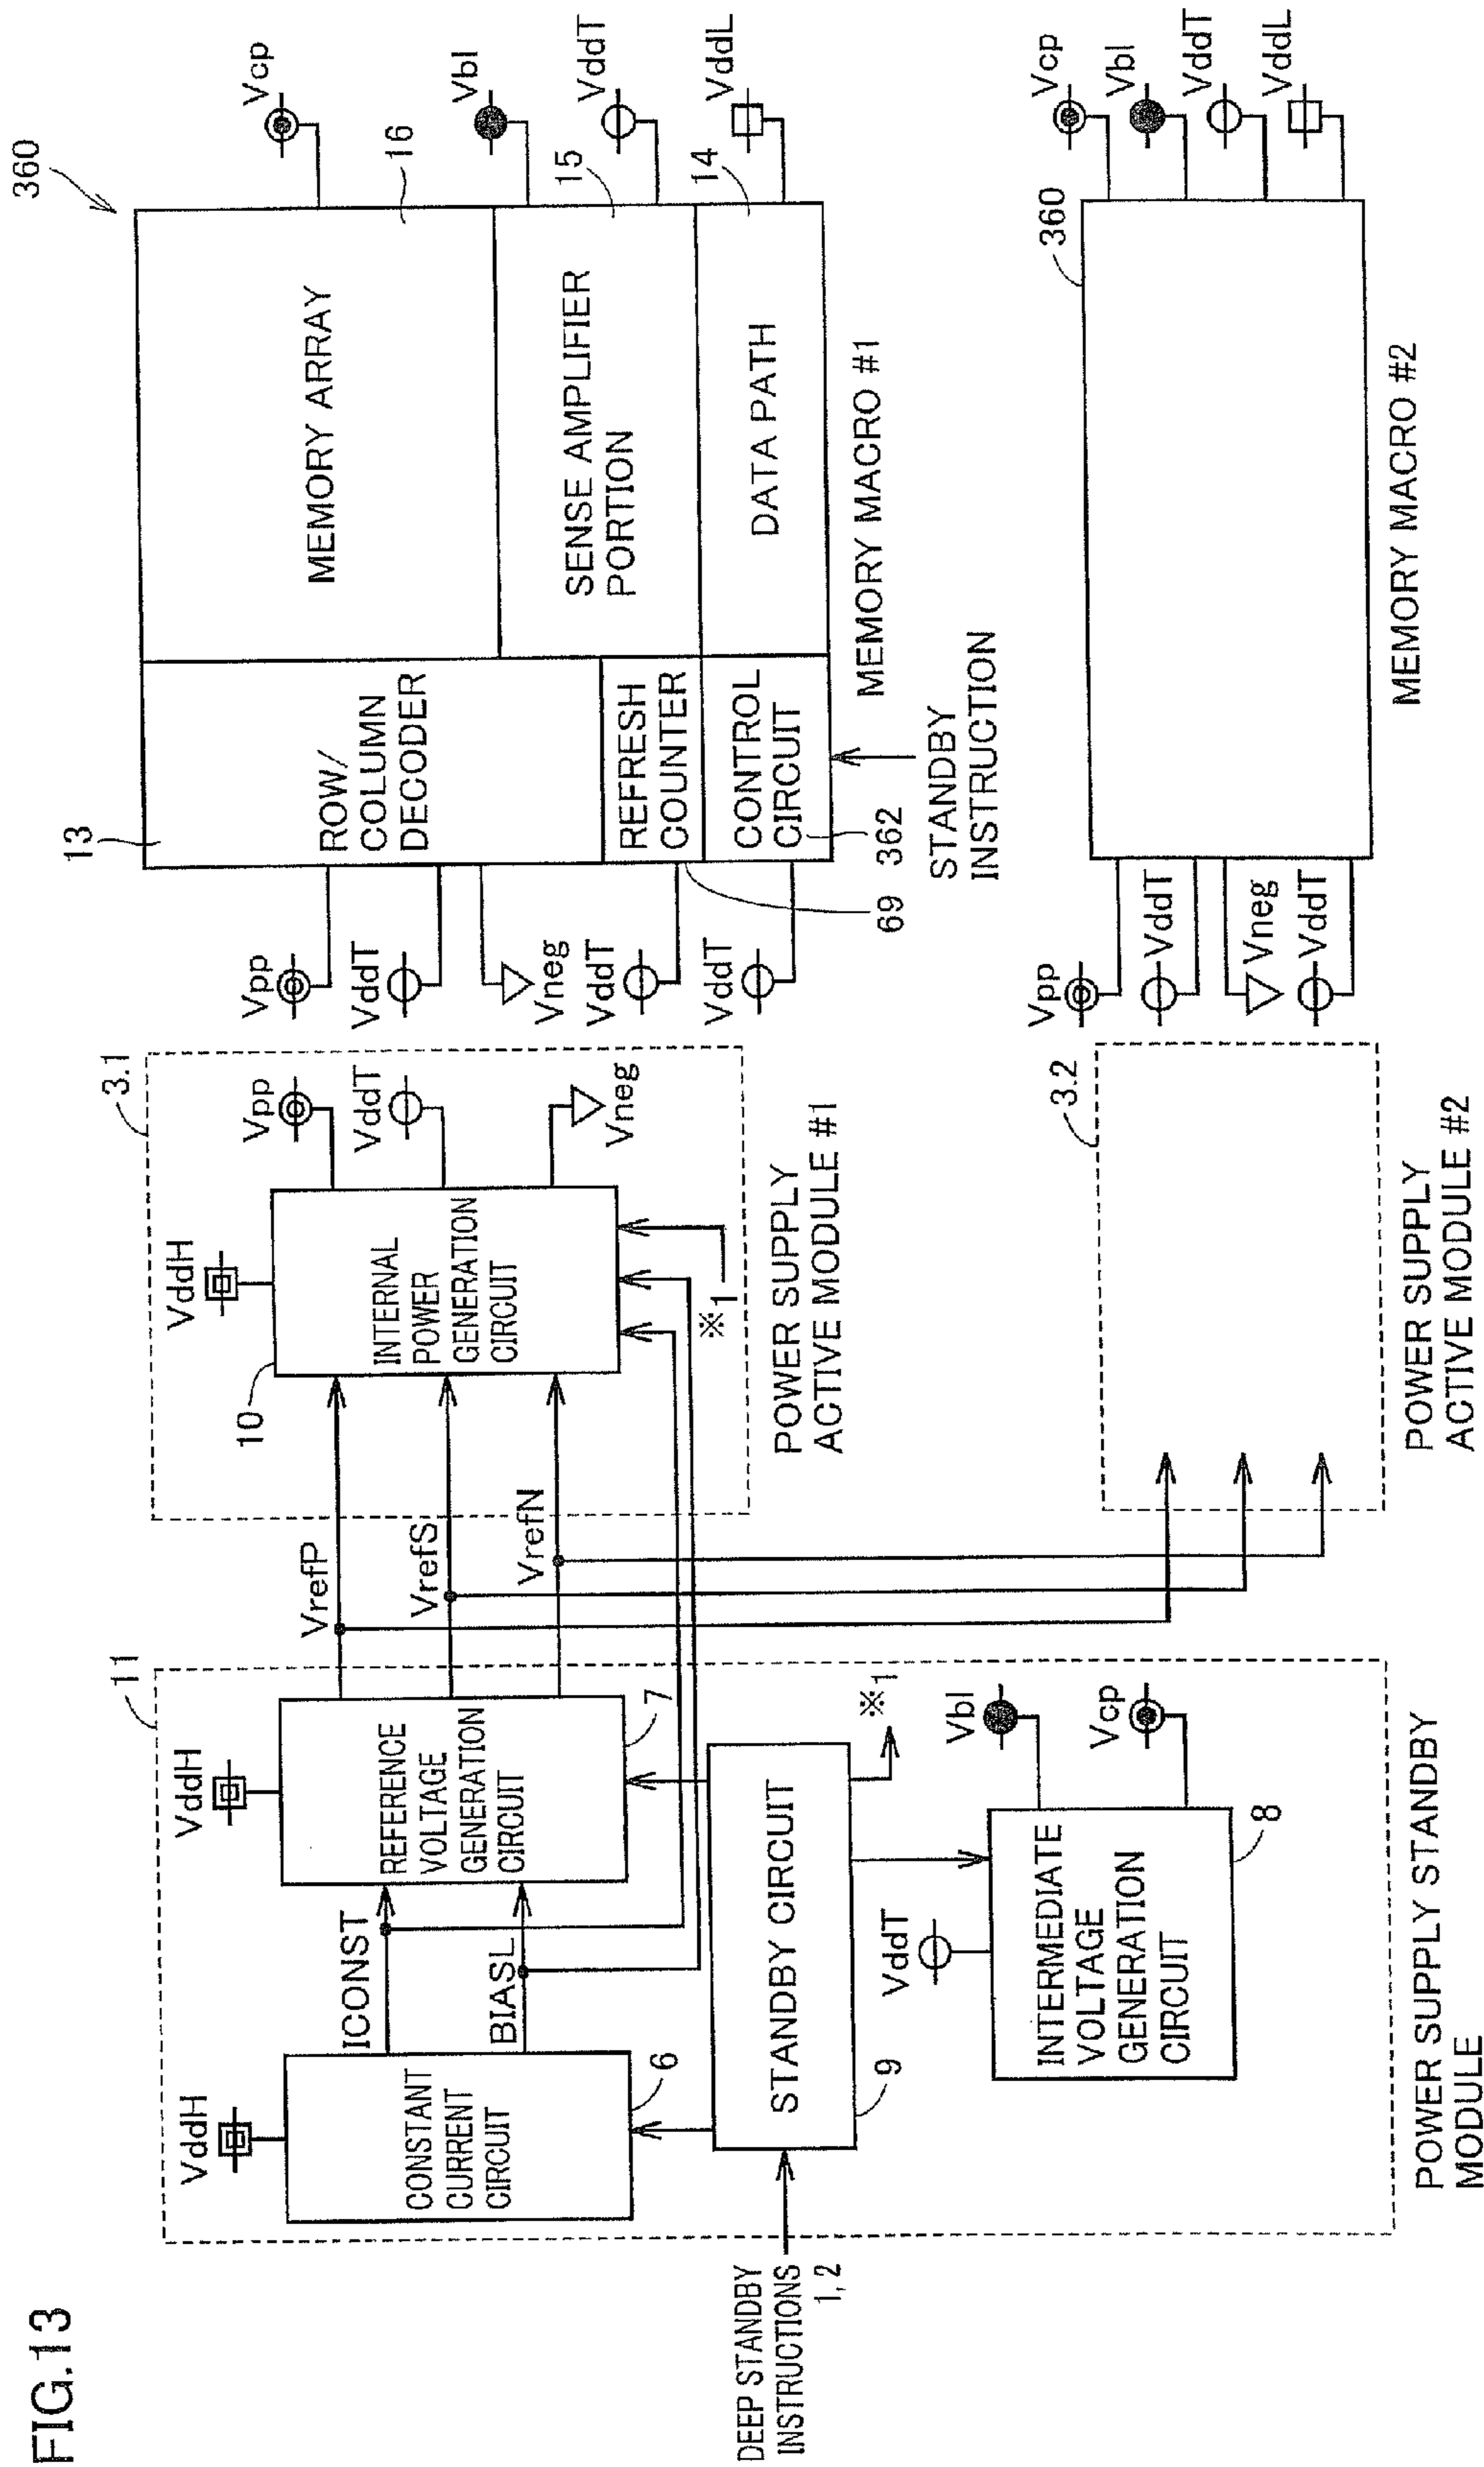 FIG.13
360
11
3.1
13
VddH
VddH
VddH
Vpp
Vpp
Vcp
10
CONSTANT
CURRENT
CIRCUIT
6
ICONST
BIASL
REFERENCE
VOLTAGE
GENERATION
CIRCUIT
7
VrefP
VrefS
VrefN
INTERNAL
POWER
GENERATION
CIRCUIT
VddT
Vneg
※1
VddT
Vneg
VddT
VddT
ROW/
COLUMN
DECODER
REFRESH
COUNTER
CONTROL
CIRCUIT
69
362
MEMORY ARRAY
16
SENSE AMPLIFIER
PORTION
15
DATA PATH
14
Vbl
VddT
VddL
POWER SUPPLY
ACTIVE MODULE #1
MEMORY MACRO #1
STANDBY
INSTRUCTION
DEEP STANDBY
INSTRUCTIONS
1, 2
STANDBY CIRCUIT
9
※1
VddT
INTERMEDIATE
VOLTAGE
GENERATION
CIRCUIT
8
Vbl
Vcp
POWER SUPPLY STANDBY
MODULE
3.2
POWER SUPPLY
ACTIVE MODULE #2
Vpp
VddT
Vneg
VddT
360
Vcp
Vbl
VddT
VddL
MEMORY MACRO #2